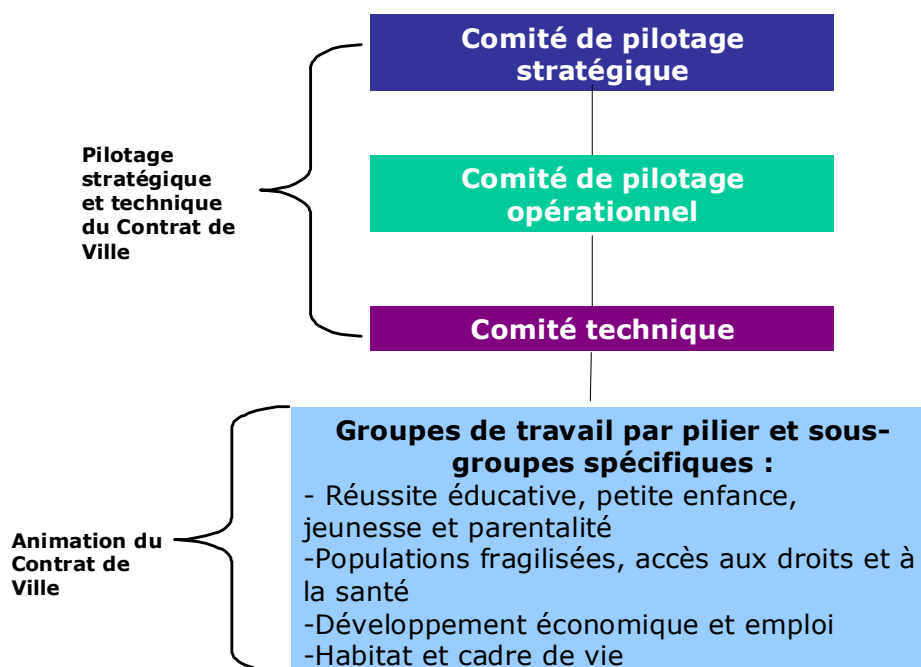 Comité de pilotage
stratégique
Pilotage
stratégique
et technique
du Contrat de
Ville
Comité de pilotage
opérationnel
Comité technique
Groupes de travail par pilier et sous-
groupes spécifiques :
- Réussite éducative, petite enfance,
jeunesse et parentalité
-Populations fragilisées, accès aux droits et à
la santé
-Développement économique et emploi
-Habitat et cadre de vie
Animation du
Contrat de
Ville